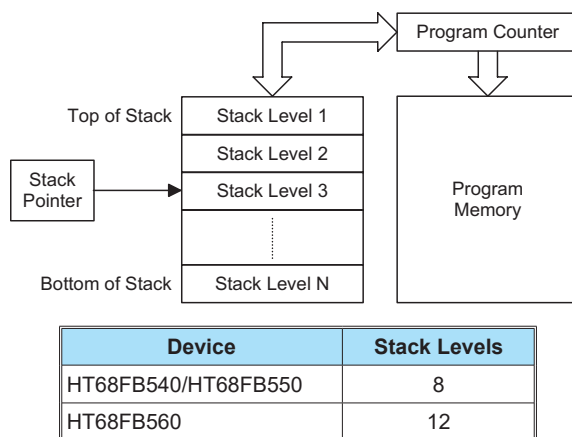 Program Counter
Top of Stack
Stack Level 1
Stack Level 2
Stack
Pointer
Stack Level 3
Program
Memory
Bottom of Stack
Stack Level N
Device Stack Levels
HT68FB540/HT68FB550 8
HT68FB560 12